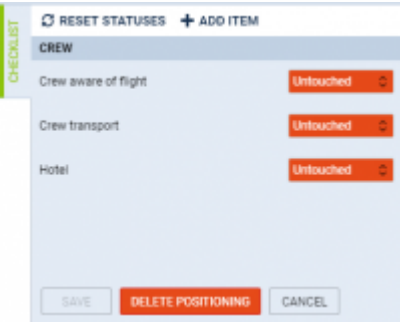 CHECKLIST
RESET STATUSES ADD ITEM
CREW
Crew aware of flight Untouched
Crew transport Untouched
Hotel Untouched
SAVE DELETE POSITIONING CANCEL